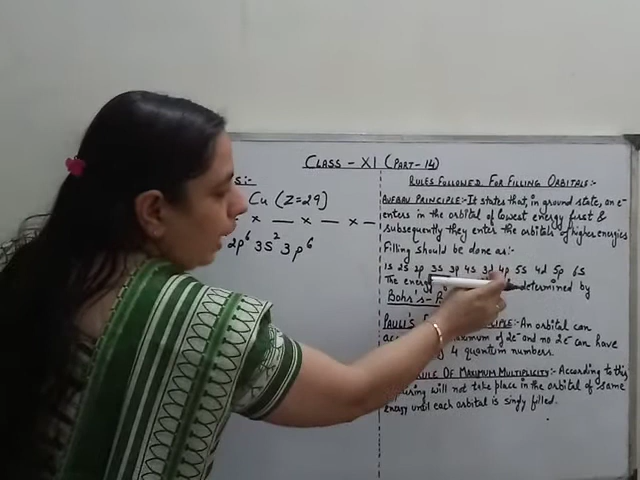 CLASS - XI (PART-14)
s:-
Cu (Z=29)
× — × — × —
2p⁶ 3s² 3p⁶
RULES FOLLOWED FOR FILLING ORBITALS:-
AUFBAU PRINCIPLE:- It states that, in ground state, an e⁻
enters in the orbital of lowest energy first &
subsequently they enter the orbitals of higher energies
Filling should be done as:-
1s 2s 2p 3s 3p 4s 3d 4p 5s 4d 5p 6s
The energy determined by
Bohr's-
PAULI'S PLE:- An orbital can
maximum of 2e⁻ and no 2e⁻ can have
4 quantum numbers.
RULE OF MAXIMUM MULTIPLICITY:- According to this
pairing will not take place in the orbital of same
energy until each orbital is singly filled.